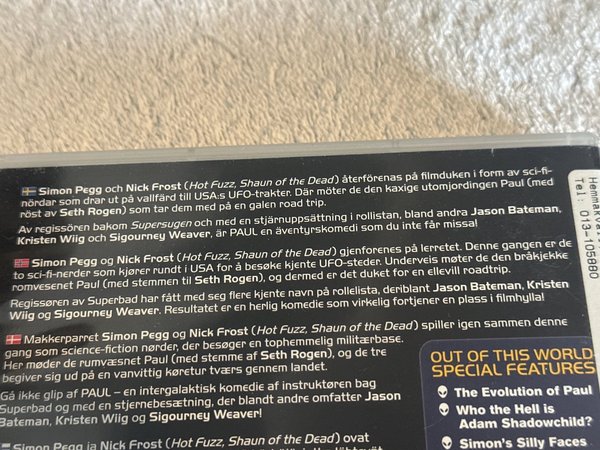 Simon Pegg och Nick Frost (Hot Fuzz, Shaun of the Dead) återförenas på filmduken i form av sci-fi-
nördar som drar ut på vallfärd till USA:s UFO-trakter. Där möter de den kaxige utomjordingen Paul (med
röst av Seth Rogen) som tar dem med på en galen road trip.
Av regissören bakom Supersugen och med en stjärnuppsättning i rollistan, bland andra Jason Bateman,
Kristen Wiig och Sigourney Weaver, är PAUL en äventyrskomedi som du inte får missa!
Simon Pegg og Nick Frost (Hot Fuzz, Shaun of the Dead) gjenforenes på lerretet. Denne gangen er de
to sci-fi-nerder som kjører rundt i USA for å besøke kjente UFO-steder. Underveis møter de den bråkjekke
romvesenet Paul (med stemmen til Seth Rogen), og dermed er det duket for en ellevill roadtrip.
Regissøren av Superbad har fått med seg flere kjente navn på rollelista, deriblant Jason Bateman, Kristen
Wiig og Sigourney Weaver. Resultatet er en herlig komedie som virkelig fortjener en plass i filmhylla!
Makkerparret Simon Pegg og Nick Frost (Hot Fuzz, Shaun of the Dead) spiller igen sammen denne
gang som science-fiction nørder, der besøger en tophemmelig militærbase.
Her møder de rumvæsnet Paul (med stemme af Seth Rogen), og de tre
begiver sig ud på en vanvittig køretur tværs gennem landet.
Gå ikke glip af PAUL – en intergalaktisk komedie af instruktøren bag
Superbad og med en stjernebesætning, der blandt andre omfatter Jason
Bateman, Kristen Wiig og Sigourney Weaver!
Simon Pegg ja Nick Frost (Hot Fuzz, Shaun of the Dead) ovat
OUT OF THIS WORLD
SPECIAL FEATURES
The Evolution of Paul
Who the Hell is
Adam Shadowchild?
Simon's Silly Faces
Tel: 013-105880